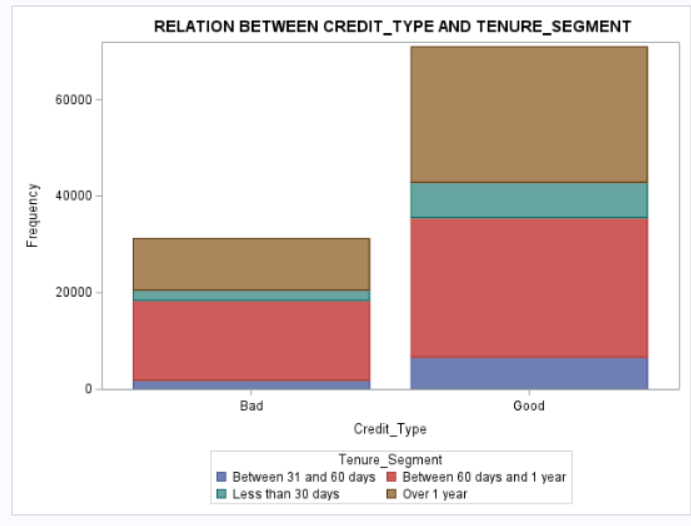 RELATION BETWEEN CREDIT_TYPE AND TENURE_SEGMENT
60000
40000
20000
0
Frequency
Bad Good
Credit_Type
Tenure_Segment
Between 31 and 60 days Between 60 days and 1 year
Less than 30 days Over 1 year